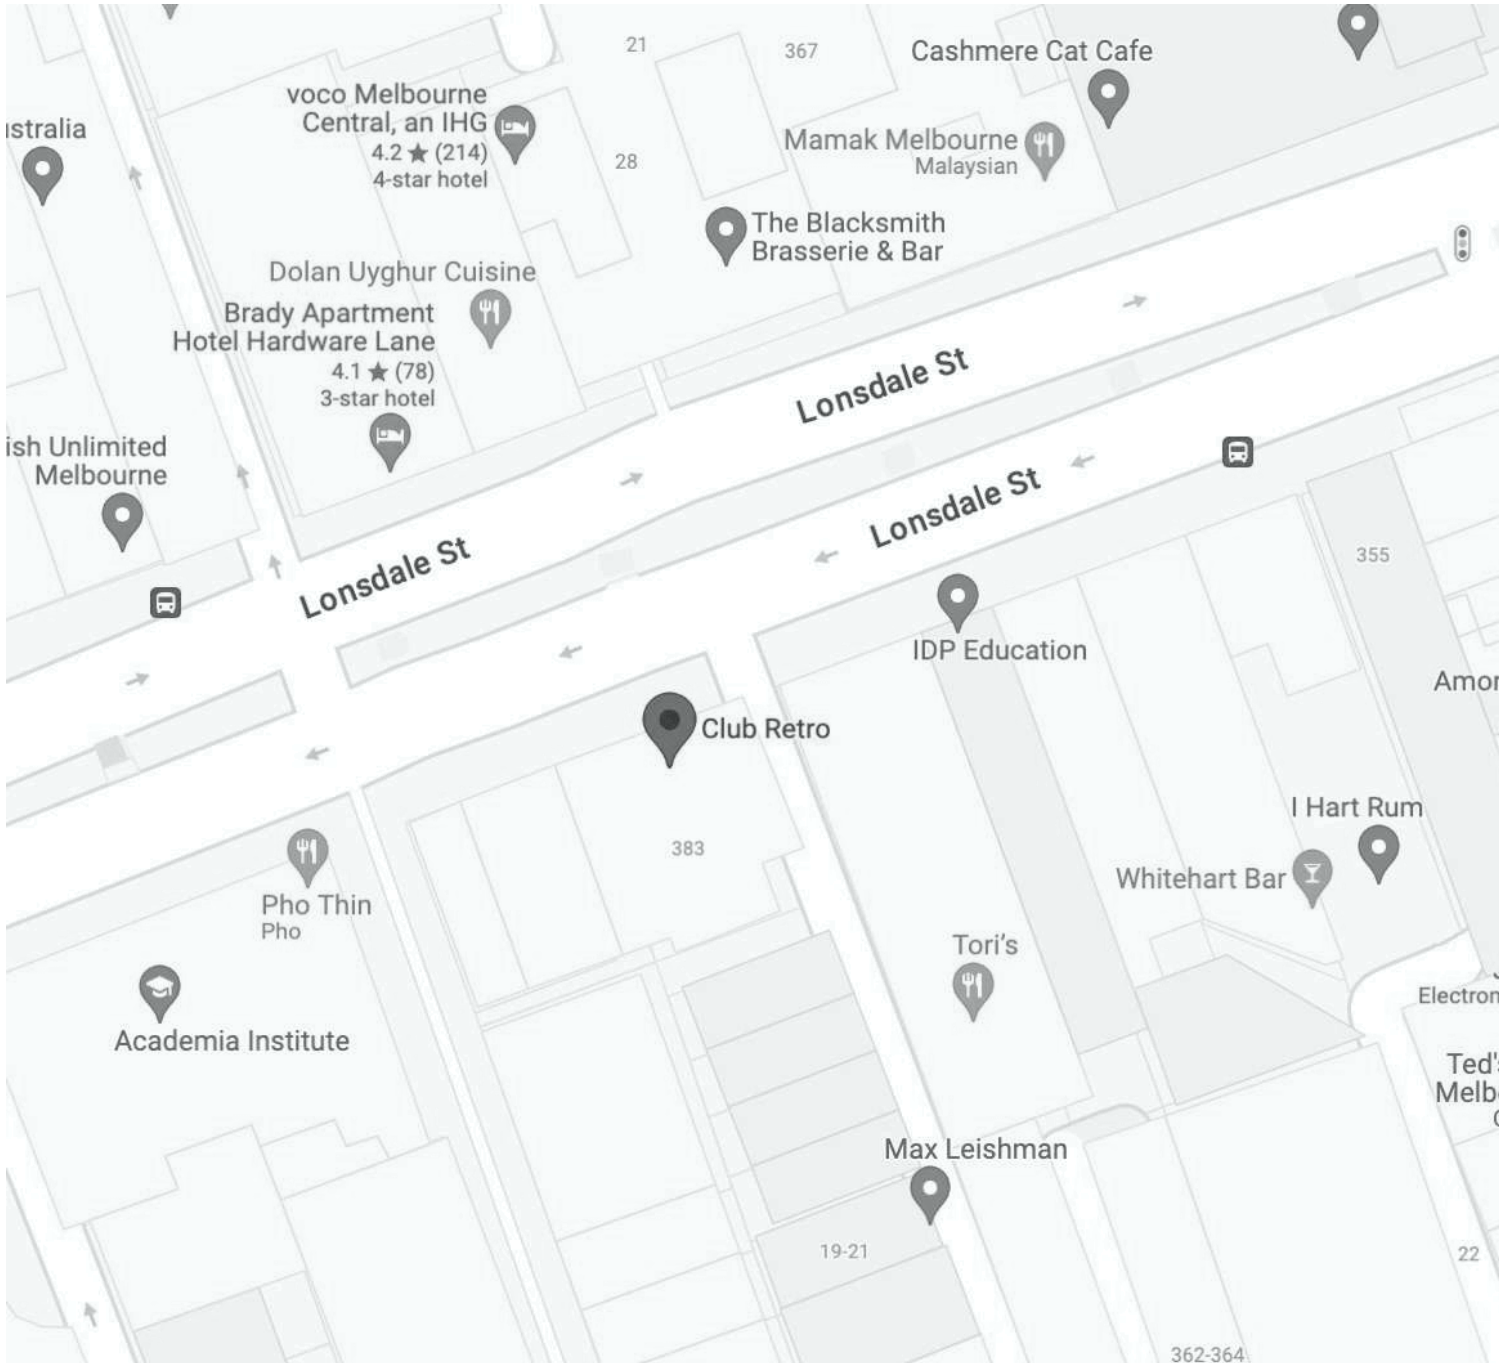 21
367
Cashmere Cat Cafe
voco Melbourne
Central, an IHG
4.2 ★ (214)
4-star hotel
ustralia
Mamak Melbourne
Malaysian
28
The Blacksmith
Brasserie & Bar
Dolan Uyghur Cuisine
Brady Apartment
Hotel Hardware Lane
4.1 ★ (78)
3-star hotel
Lonsdale St
ish Unlimited
Melbourne
Lonsdale St
Lonsdale St
355
IDP Education
Amor
Club Retro
I Hart Rum
383
Whitehart Bar
Pho Thin
Pho
Tori's
Academia Institute
Electron
Ted's
Melb
Max Leishman
19-21
22
362-364